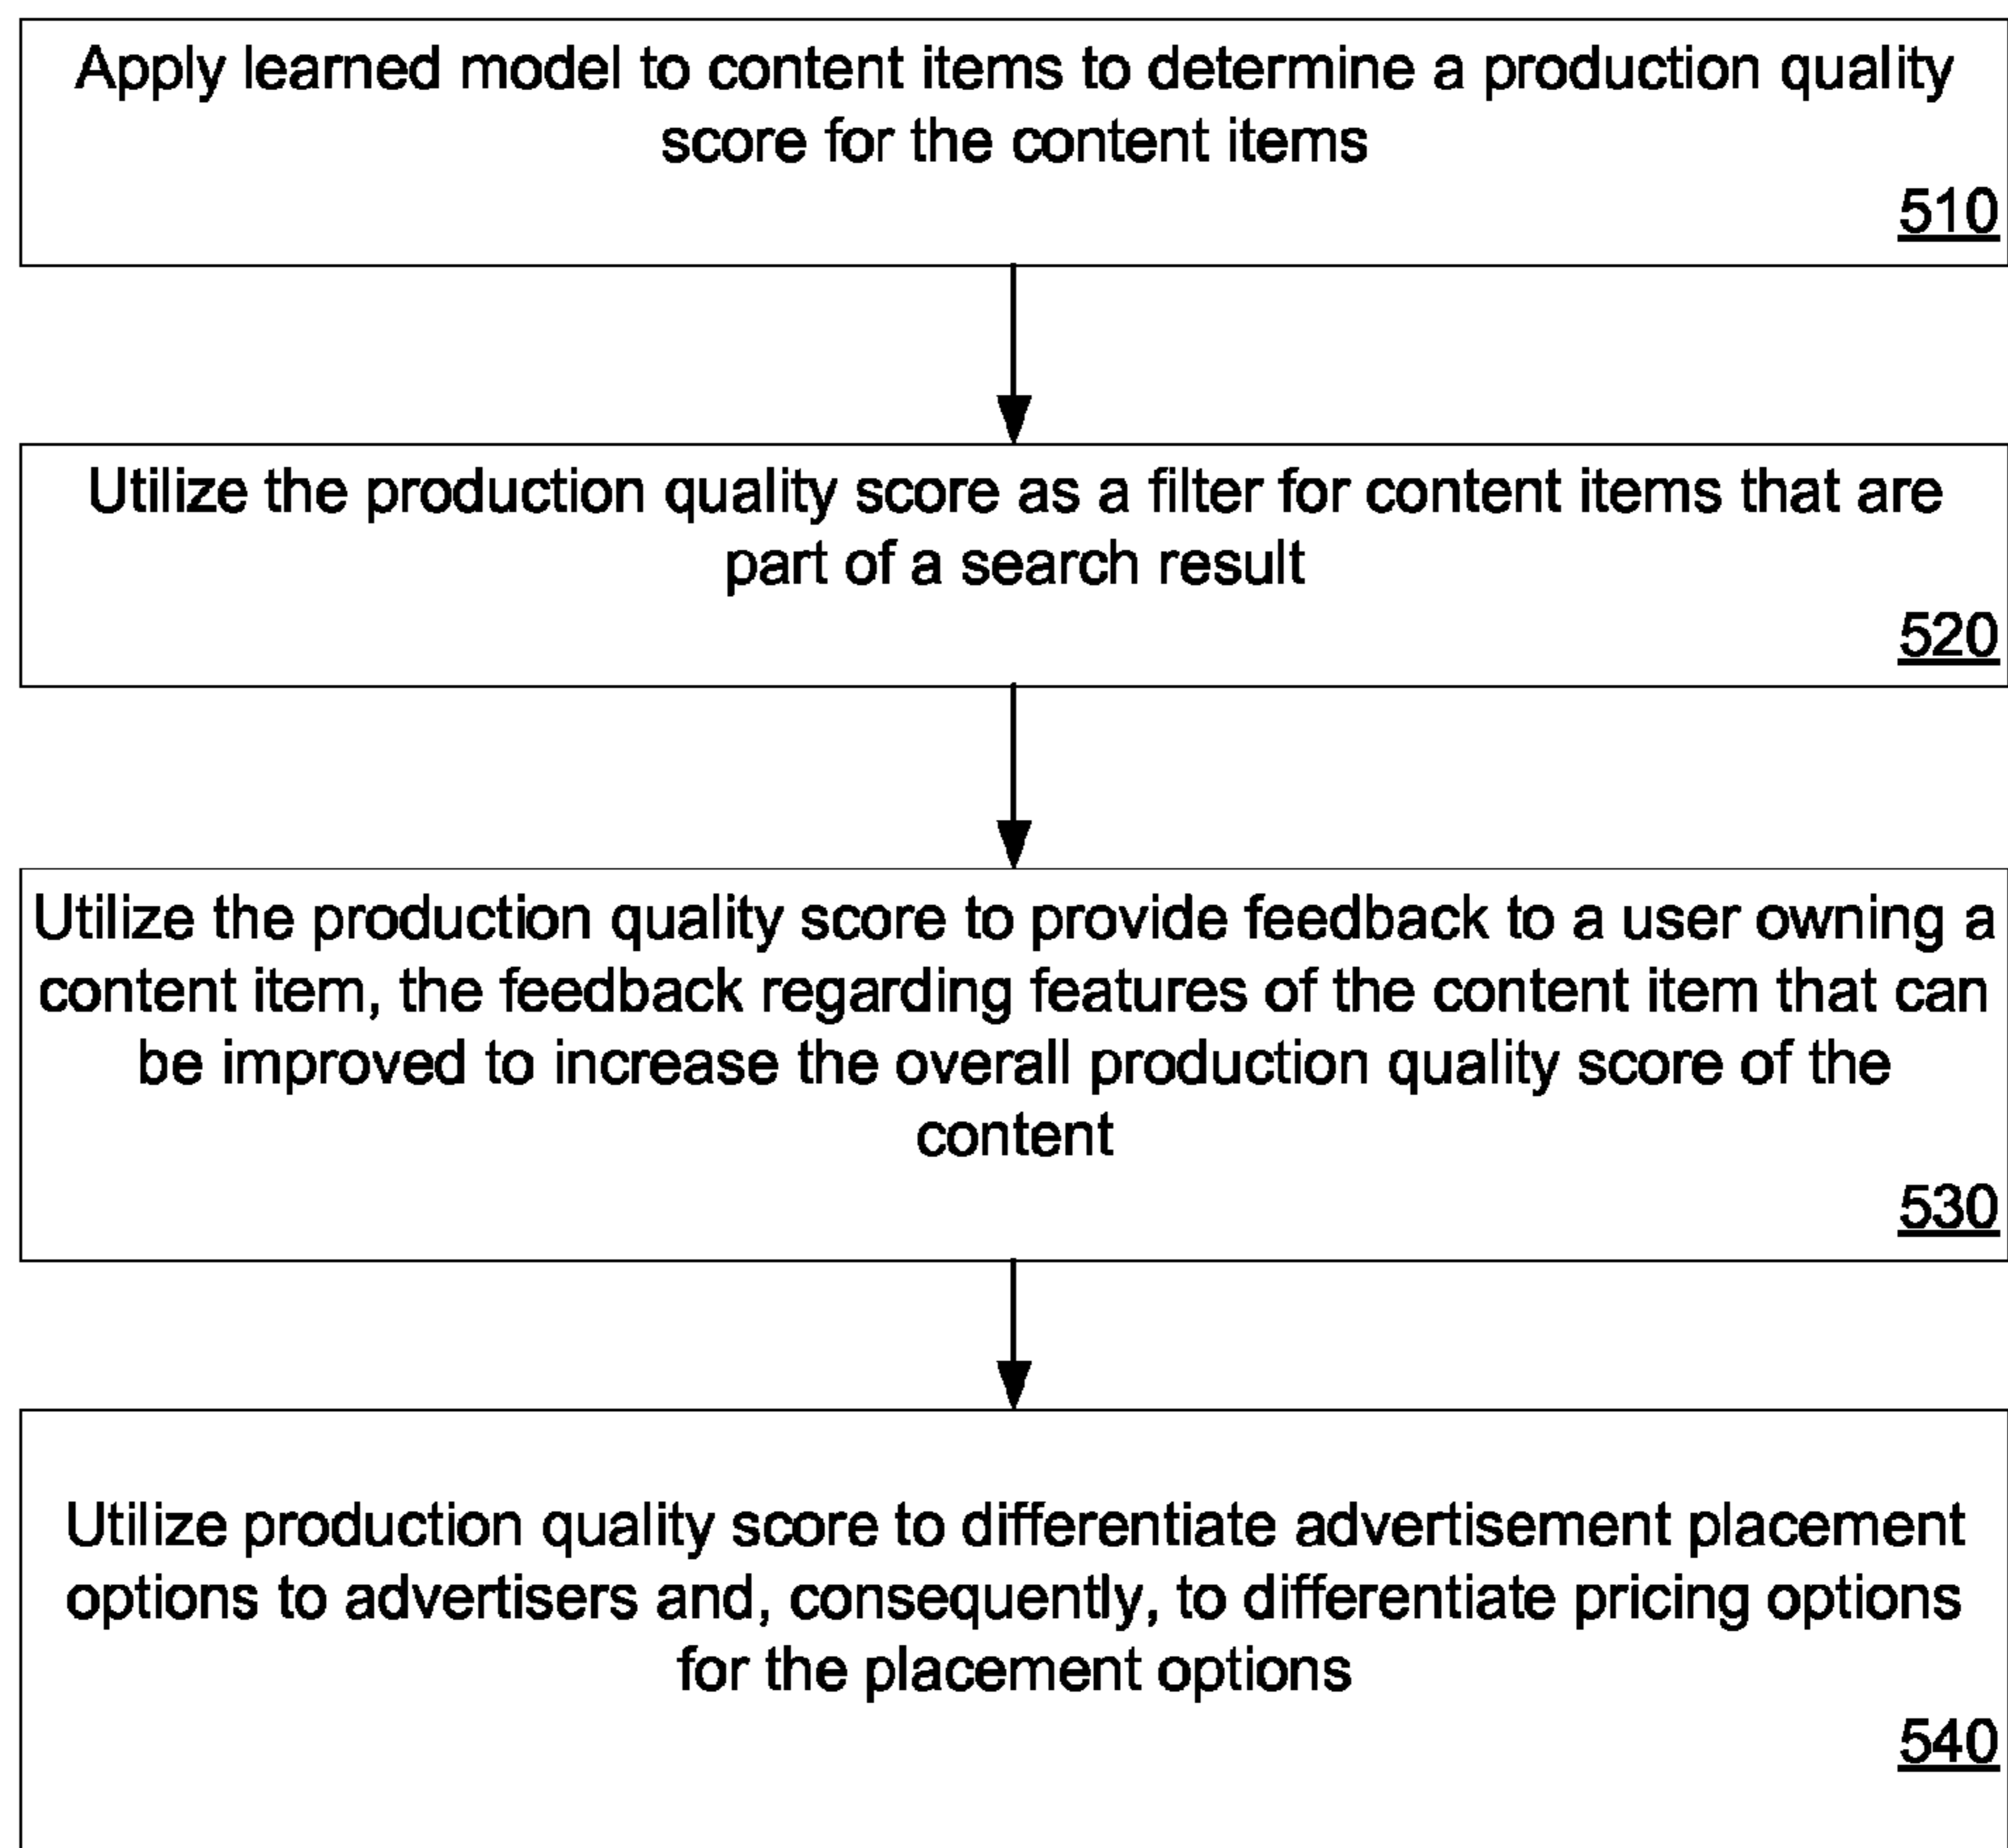 Apply learned model to content items to determine a production quality
score for the content items
510
Utilize the production quality score as a filter for content items that are
part of a search result
520
Utilize the production quality score to provide feedback to a user owning a
content item, the feedback regarding features of the content item that can
be improved to increase the overall production quality score of the
content
530
Utilize production quality score to differentiate advertisement placement
options to advertisers and, consequently, to differentiate pricing options
for the placement options
540